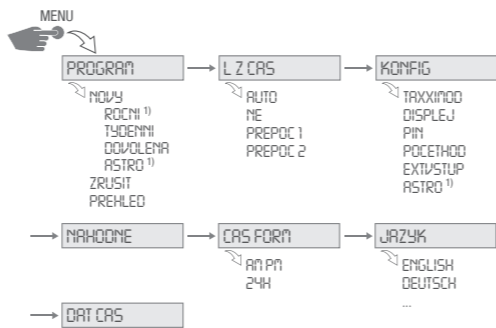 MENU
PROGRAM
NOVY
ROCNI 1)
TYDENNI
DOVOLENA
ASTRO 1)
ZRUSIT
PREHLED
L Z CAS
AUTO
NE
PREPOC 1
PREPOC 2
KONFIG
TAXXIMOD
DISPLEJ
PIN
POCETHOD
EXTVSTUP
ASTRO 1)
NAHODNE
CAS FORM
AM PM
24H
JAZYK
ENGLISH
DEUTSCH
...
DAT CAS